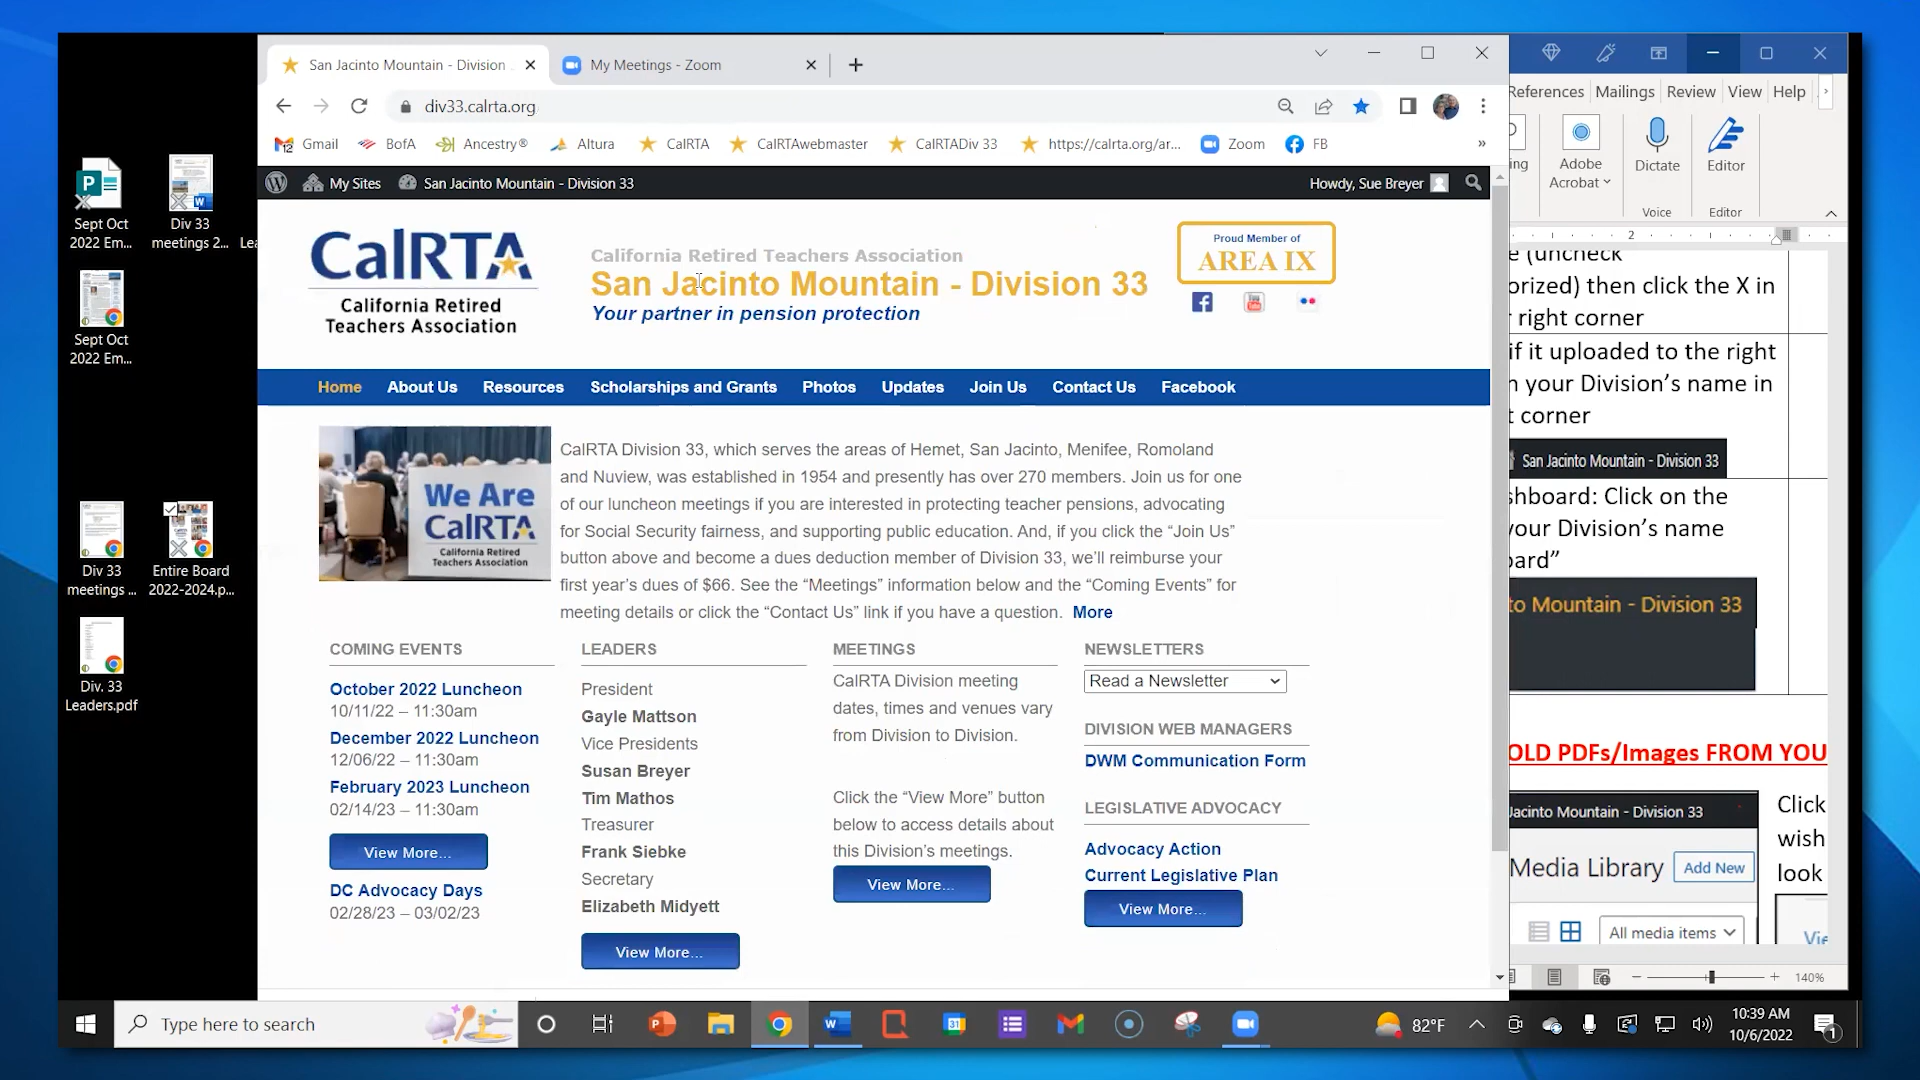 San Jacinto Mountain - Division
My Meetings - Zoom
div33.calrta.org
Gmail
BofA
Ancestry®
Altura
CalRTA
CalRTAwebmaster
CalRTADiv 33
https://calrta.org/ar...
Zoom
FB
»
My Sites
San Jacinto Mountain - Division 33
Howdy, Sue Breyer
CalRTA
California Retired
Teachers Association
California Retired Teachers Association
San Jacinto Mountain - Division 33
Your partner in pension protection
Proud Member of
AREA IX
Home About Us Resources Scholarships and Grants Photos Updates Join Us Contact Us Facebook
We Are
CalRTA
California Retired
Teachers Association
CalRTA Division 33, which serves the areas of Hemet, San Jacinto, Menifee, Romoland
and Nuview, was established in 1954 and presently has over 270 members. Join us for one
of our luncheon meetings if you are interested in protecting teacher pensions, advocating
for Social Security fairness, and supporting public education. And, if you click the “Join Us”
button above and become a dues deduction member of Division 33, we’ll reimburse your
first year’s dues of $66. See the “Meetings” information below and the “Coming Events” for
meeting details or click the “Contact Us” link if you have a question. More
COMING EVENTS
October 2022 Luncheon
10/11/22 – 11:30am
December 2022 Luncheon
12/06/22 – 11:30am
February 2023 Luncheon
02/14/23 – 11:30am
View More...
DC Advocacy Days
02/28/23 – 03/02/23
LEADERS
President
Gayle Mattson
Vice Presidents
Susan Breyer
Tim Mathos
Treasurer
Frank Siebke
Secretary
Elizabeth Midyett
View More...
MEETINGS
CalRTA Division meeting
dates, times and venues vary
from Division to Division.
Click the “View More” button
below to access details about
this Division’s meetings.
View More...
NEWSLETTERS
Read a Newsletter
DIVISION WEB MANAGERS
DWM Communication Form
LEGISLATIVE ADVOCACY
Advocacy Action
Current Legislative Plan
View More...
Sept Oct
2022 Em...
Div 33
meetings 2...
Sept Oct
2022 Em...
Div 33
meetings ...
Entire Board
2022-2024.p...
Div. 33
Leaders.pdf
References Mailings Review View Help
Adobe
Acrobat
Dictate
Editor
Voice
Editor
2
e (uncheck
orized) then click the X in
r right corner
if it uploaded to the right
n your Division’s name in
t corner
San Jacinto Mountain - Division 33
shboard: Click on the
your Division’s name
oard”
to Mountain - Division 33
OLD PDFs/Images FROM YOU
Jacinto Mountain - Division 33
Media Library
Add New
All media items
Click
wish
look
140%
Type here to search
82°F
10:39 AM
10/6/2022
1